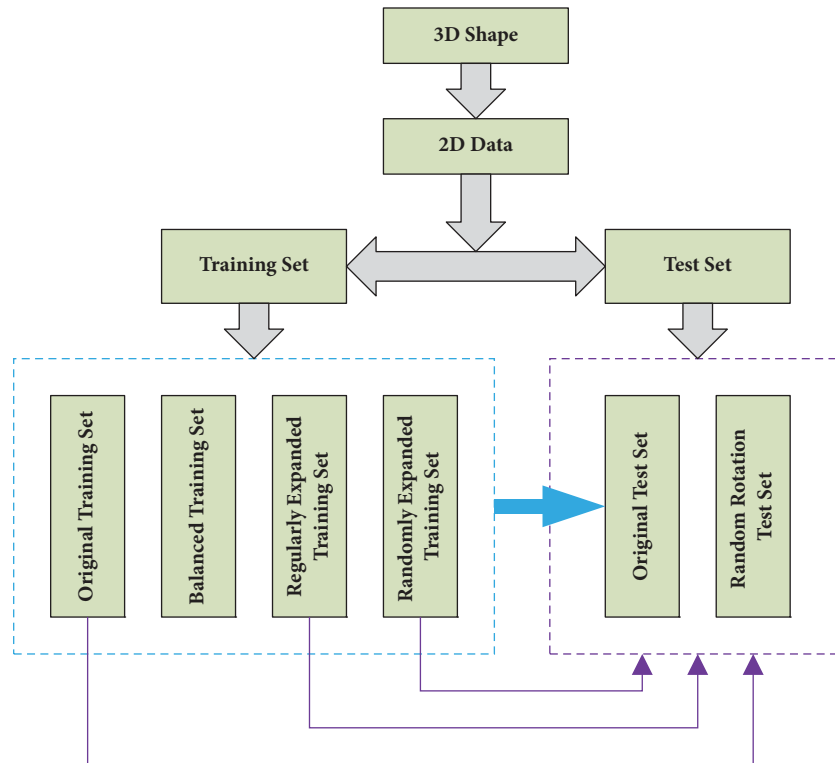 3D Shape
2D Data
Training Set
Test Set
Original Training Set
Balanced Training Set
Regularly Expanded
Training Set
Randomly Expanded
Training Set
Original Test Set
Random Rotation
Test Set